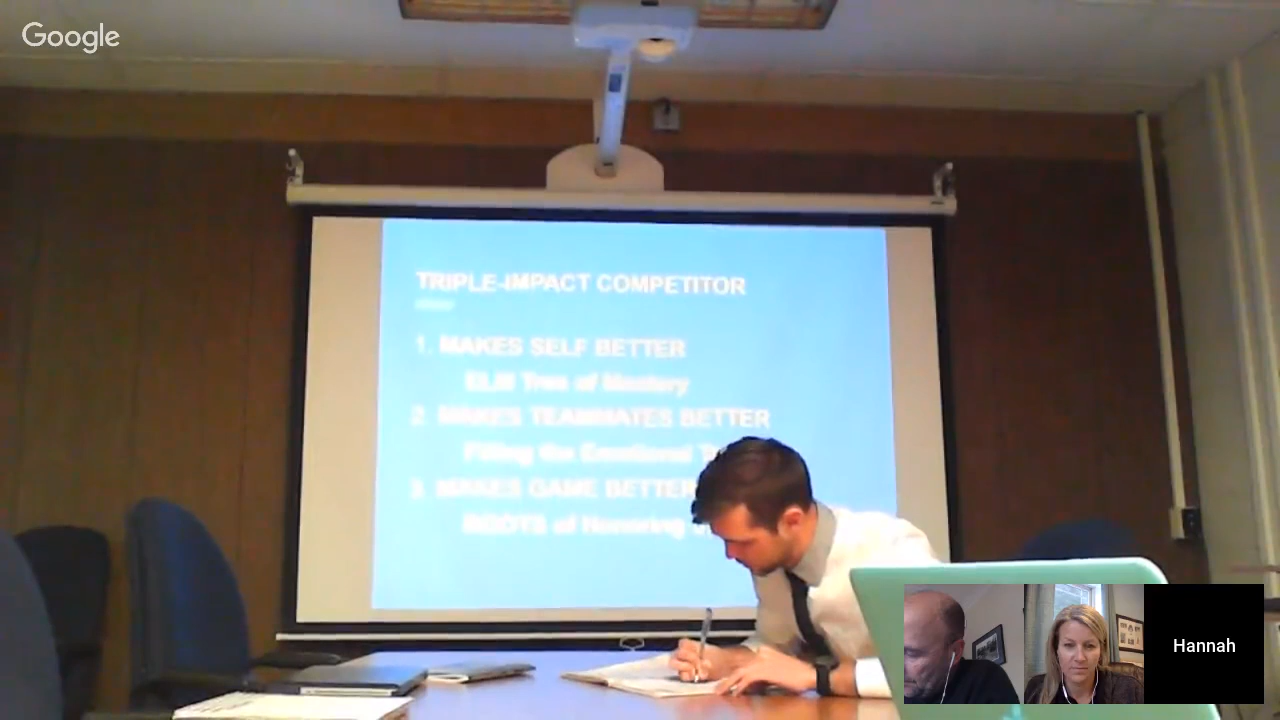 Google
TRIPLE-IMPACT COMPETITOR
1. MAKES SELF BETTER
ELM Tree of Mastery
2. MAKES TEAMMATES BETTER
Filling the Emotional
3. MAKES GAME BETTER
ROOTS of Honoring
Hannah